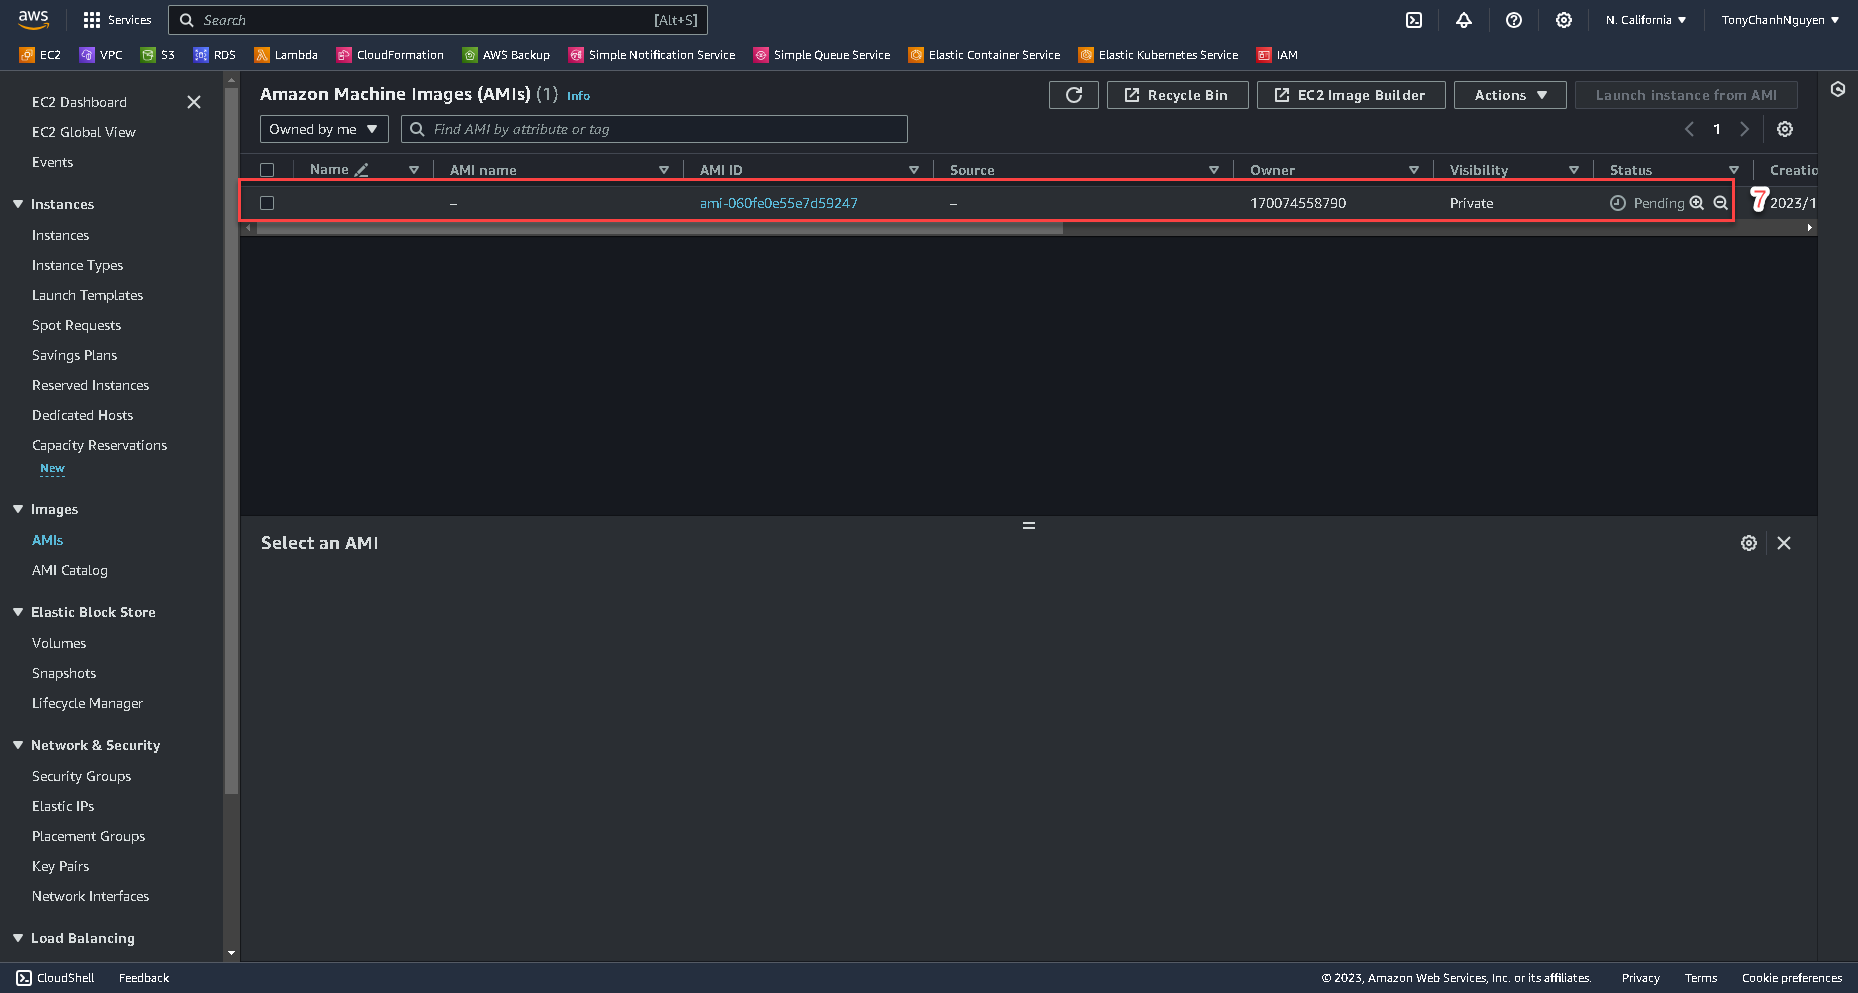 aws
Services
Search
[Alt+S]
N. California
TonyChanhNguyen
EC2
VPC
S3
RDS
Lambda
CloudFormation
AWS Backup
Simple Notification Service
Simple Queue Service
Elastic Container Service
Elastic Kubernetes Service
IAM
EC2 Dashboard
EC2 Global View
Events
Instances
Instances
Instance Types
Launch Templates
Spot Requests
Savings Plans
Reserved Instances
Dedicated Hosts
Capacity Reservations
New
Images
AMIs
AMI Catalog
Elastic Block Store
Volumes
Snapshots
Lifecycle Manager
Network & Security
Security Groups
Elastic IPs
Placement Groups
Key Pairs
Network Interfaces
Load Balancing
Amazon Machine Images (AMIs) (1) Info
Recycle Bin
EC2 Image Builder
Actions
Launch instance from AMI
Owned by me
Find AMI by attribute or tag
1
Name
AMI name
AMI ID
Source
Owner
Visibility
Status
Creatio
–
ami-060fe0e55e7d59247
–
170074558790
Private
Pending
7
2023/1
Select an AMI
CloudShell
Feedback
© 2023, Amazon Web Services, Inc. or its affiliates.
Privacy
Terms
Cookie preferences